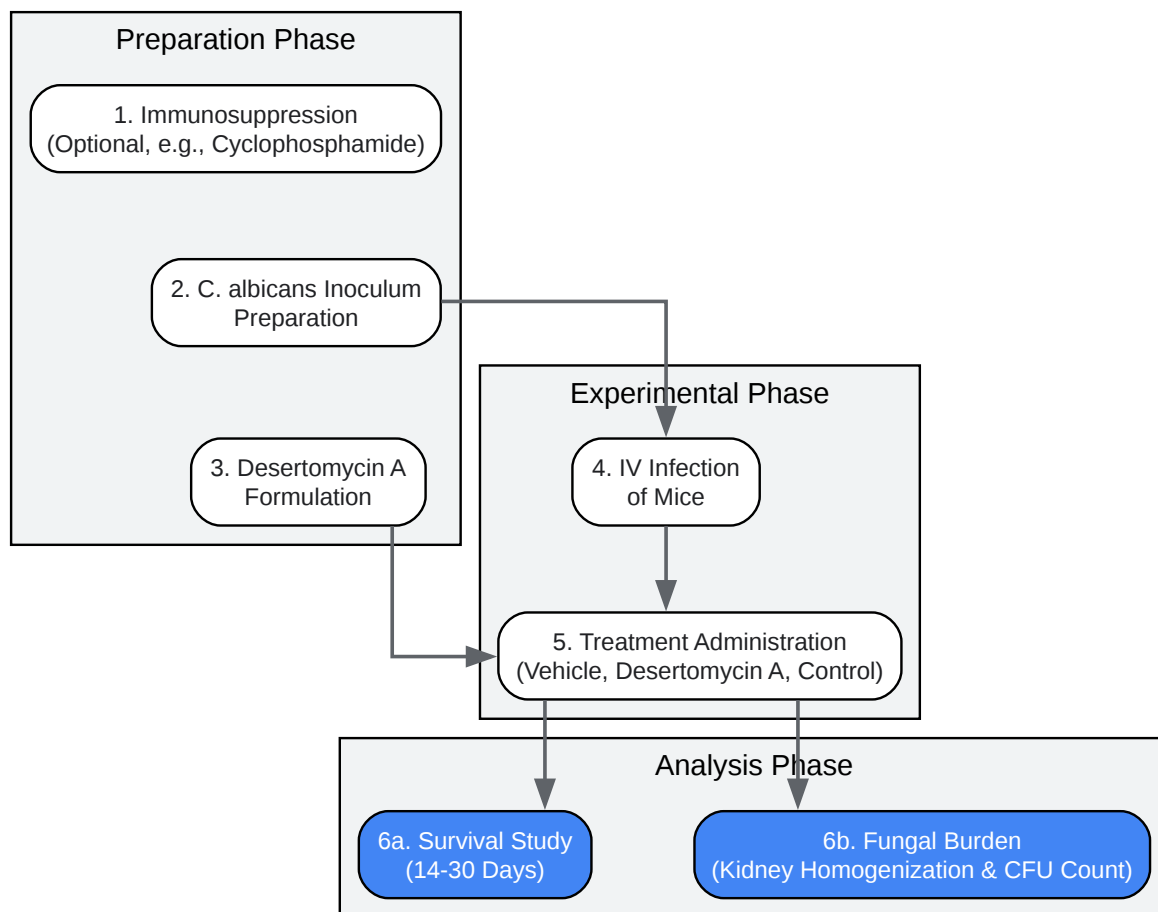 Preparation Phase
1. Immunosuppression
(Optional, e.g., Cyclophosphamide)
2. C. albicans Inoculum
Preparation
3. Desertomycin A
Formulation
Experimental Phase
4. IV Infection
of Mice
5. Treatment Administration
(Vehicle, Desertomycin A, Control)
Analysis Phase
6a. Survival Study
(14-30 Days)
6b. Fungal Burden
(Kidney Homogenization & CFU Count)